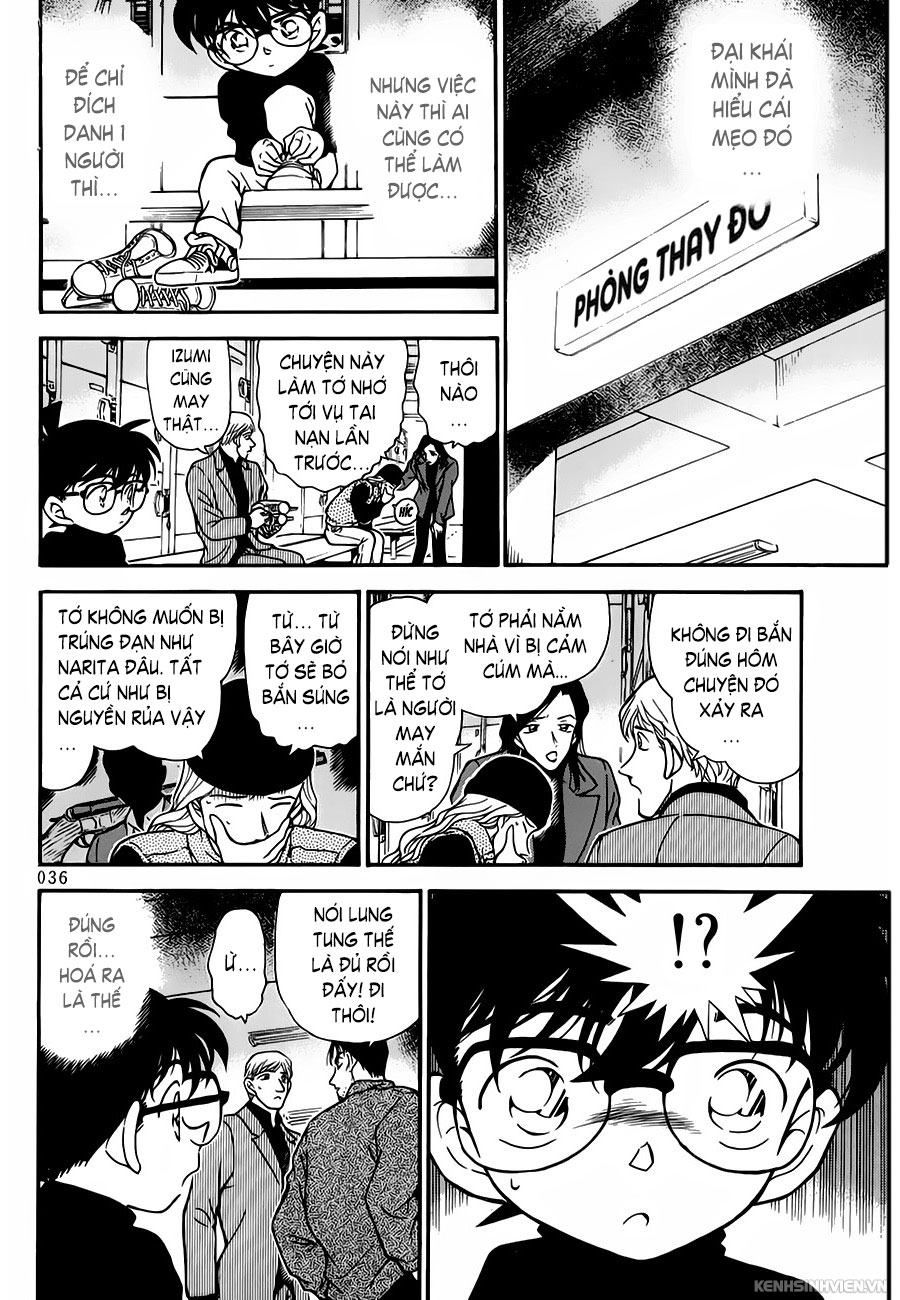 ĐẠI KHÁI
MÌNH ĐÃ
HIỂU CÁI
MẸO ĐÓ
...
PHÒNG THAY ĐỒ
NHƯNG VIỆC
NÀY THÌ AI
CŨNG CÓ
THỂ LÀM
ĐƯỢC...
ĐỂ CHỈ
ĐÍCH
DANH 1
NGƯỜI
THÌ...
THÔI
NÀO
...
CHUYỆN NÀY
LÀM TỚ NHỚ
TỚI VỤ TAI
NẠN LẦN
TRƯỚC...
HÍC
IZUMI
CŨNG
MAY
THẬT...
KHÔNG ĐI BẮN
ĐÚNG HÔM
CHUYỆN ĐÓ
XẢY RA
TỚ PHẢI NẰM
NHÀ VÌ BỊ CẢM
CÚM MÀ...
ĐỪNG
NÓI NHƯ
THỂ TỚ
LÀ NGƯỜI
MAY
MẮN
CHỨ?
TỪ... TỪ
BÂY GIỜ
TỚ SẼ BỎ
BẮN SÚNG
...
TỚ KHÔNG MUỐN BỊ
TRÚNG ĐẠN NHƯ
NARITA ĐÂU. TẤT
CẢ CỨ NHƯ BỊ
NGUYỀN RỦA VẬY
...
036
!?
NÓI LUNG
TUNG THẾ
LÀ ĐỦ RỒI
ĐẤY! ĐI
THÔI!
Ừ...
ĐÚNG
RỒI...
HOÁ RA
LÀ THẾ
...
KENHSINHVIEN.VN